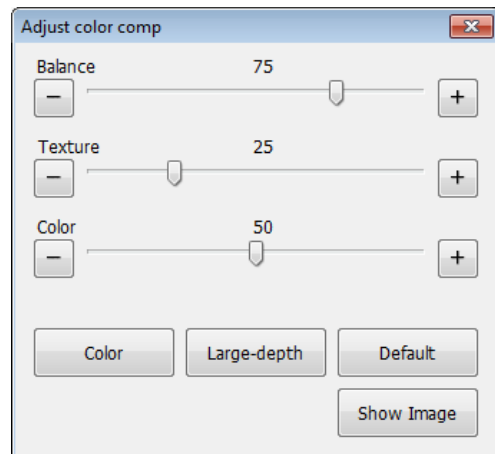 Adjust color comp
Balance 75
− +
Texture 25
− +
Color 50
− +
Color Large-depth Default
Show Image